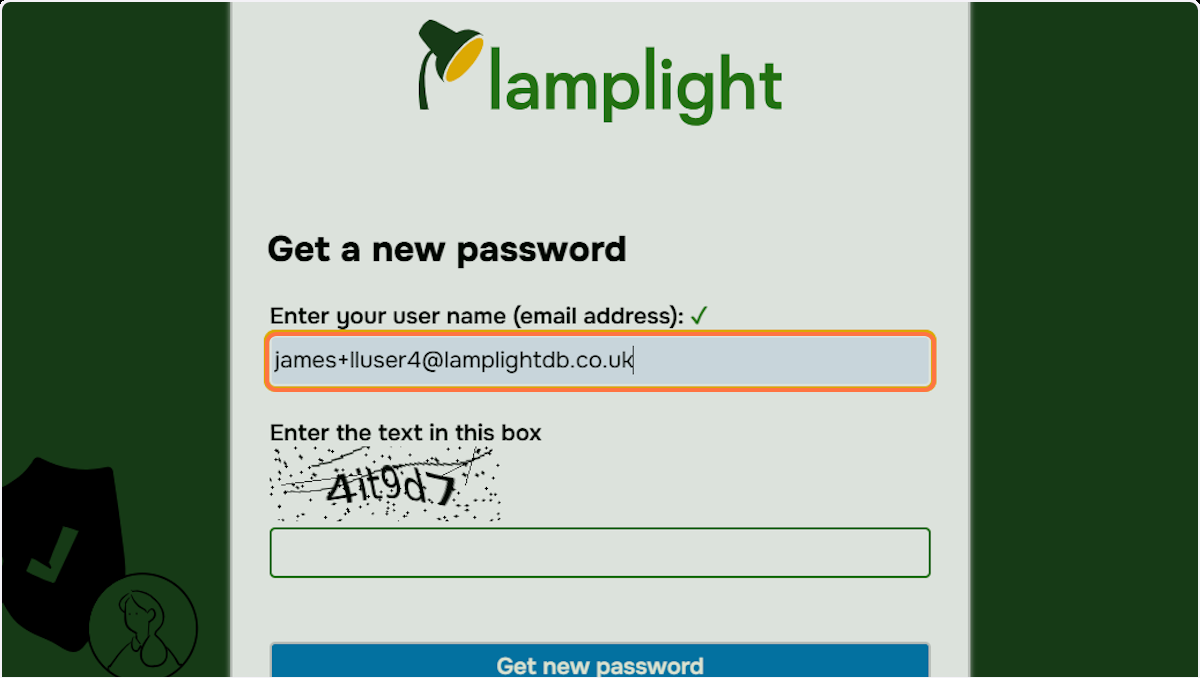 lamplight
Get a new password
Enter your user name (email address): ✓
james+lluser4@lamplightdb.co.uk
Enter the text in this box
4it9d7
Get new password